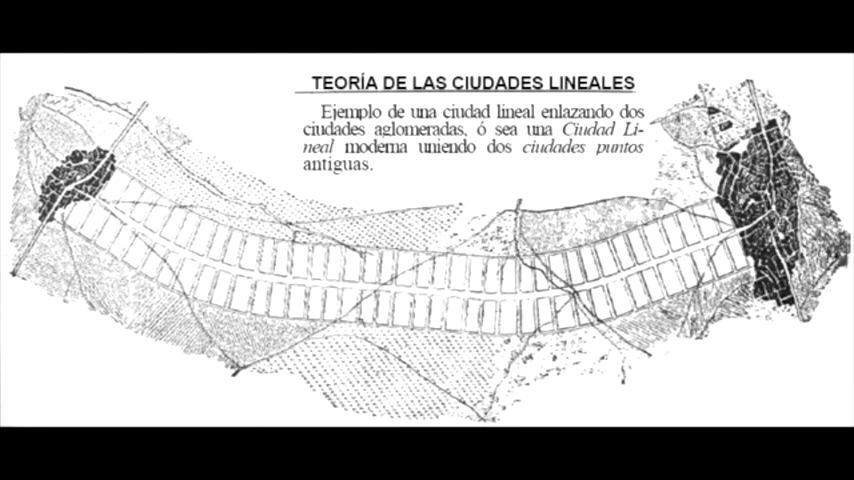 TEORÍA DE LAS CIUDADES LINEALES
Ejemplo de una ciudad lineal enlazando dos
ciudades aglomeradas, ó sea una Ciudad Li-
neal moderna uniendo dos ciudades puntos
antiguas.